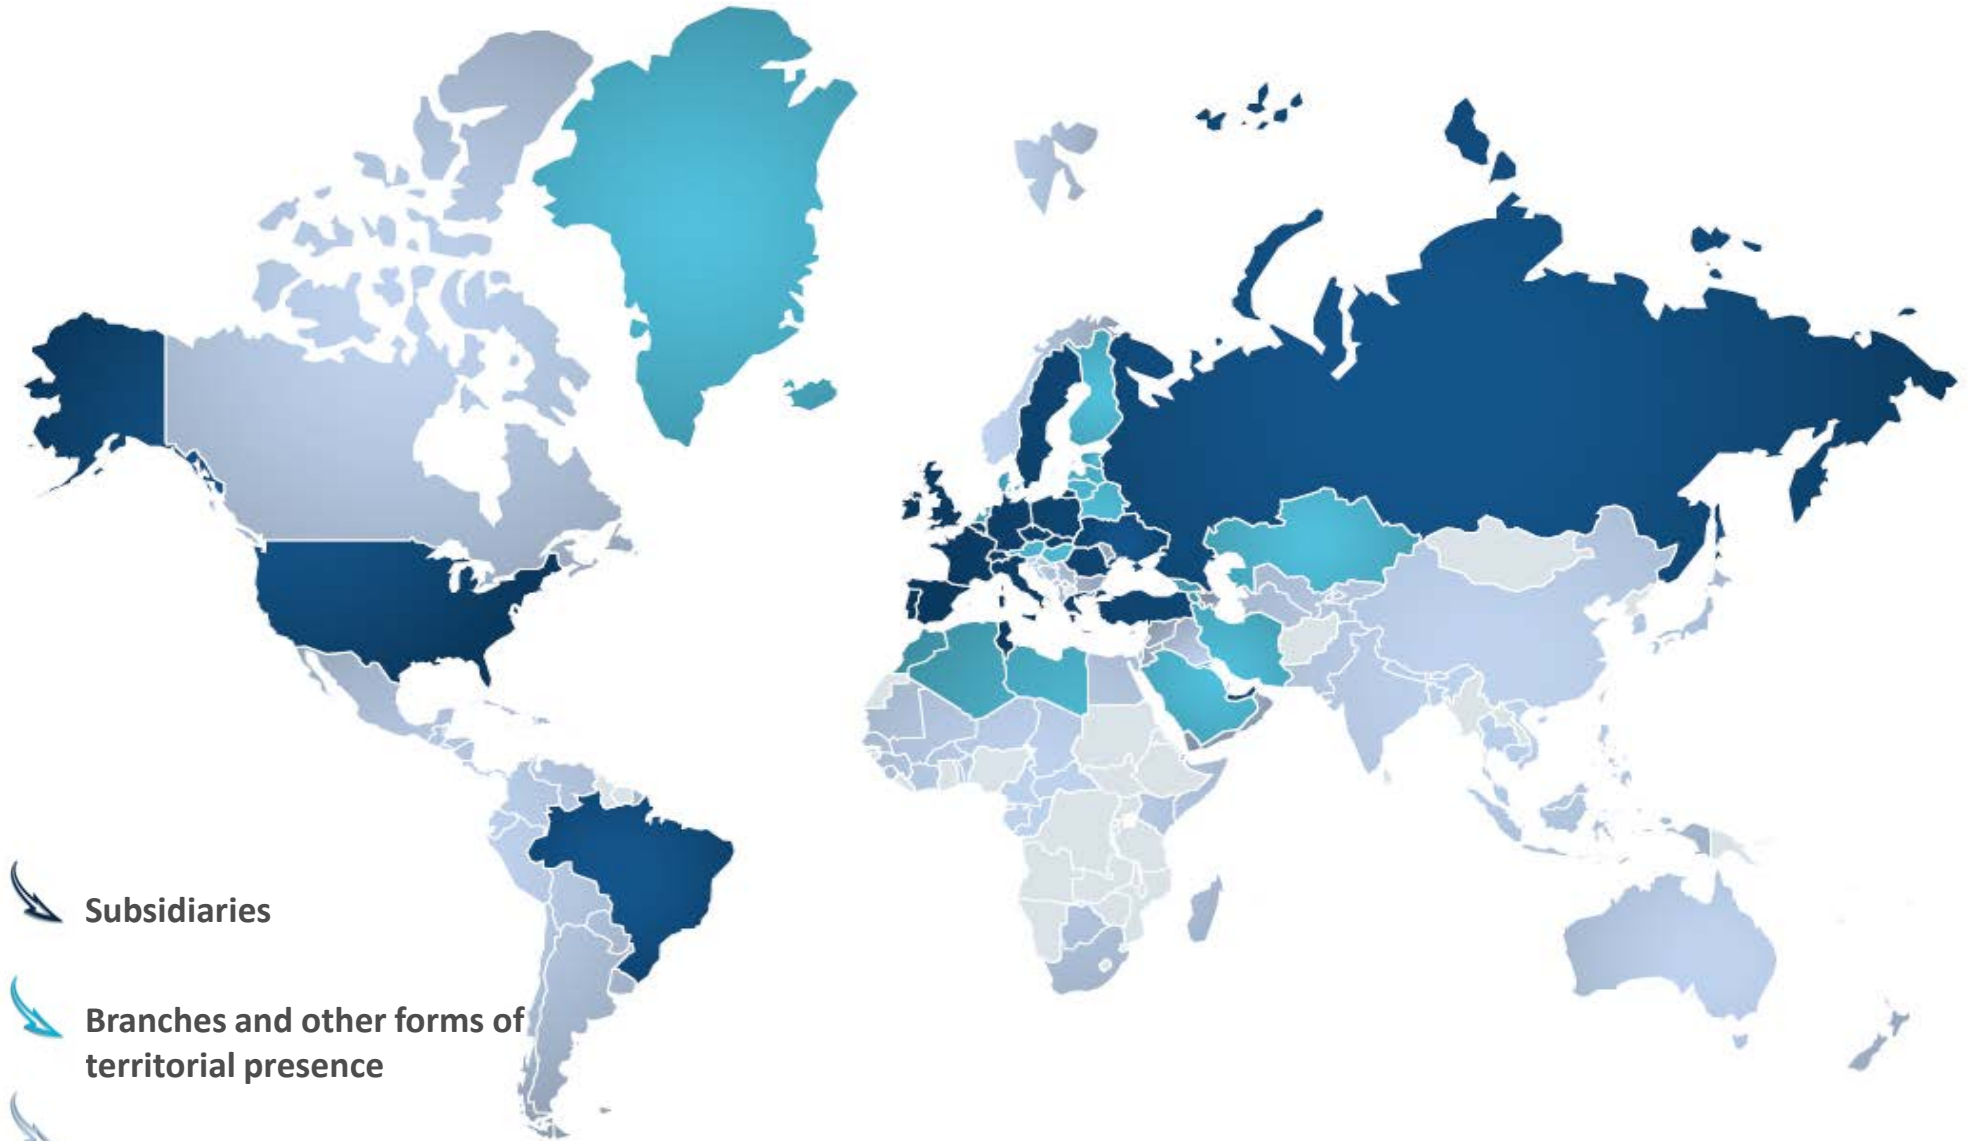 Subsidiaries
Branches and other forms of
territorial presence